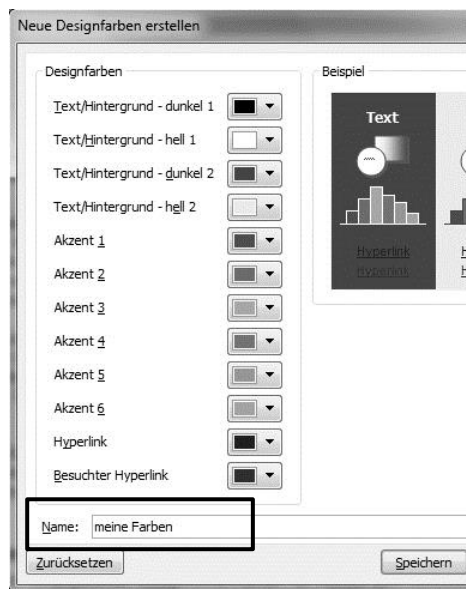 Neue Designfarben erstellen
Designfarben
Text/Hintergrund - dunkel 1
Text/Hintergrund - hell 1
Text/Hintergrund - dunkel 2
Text/Hintergrund - hell 2
Akzent 1
Akzent 2
Akzent 3
Akzent 4
Akzent 5
Akzent 6
Hyperlink
Besuchter Hyperlink
Beispiel
Text
Hyperlink
Hyperlink
Name: meine Farben
Zurücksetzen
Speichern